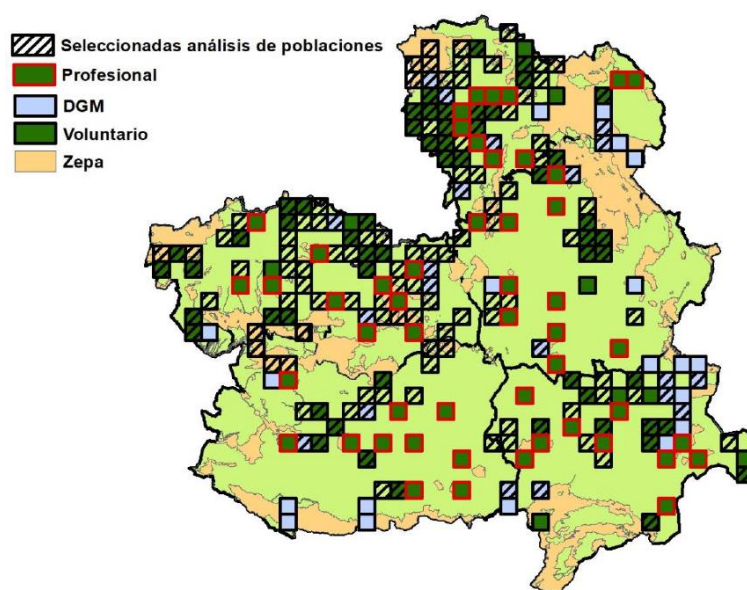 Seleccionadas análisis de poblaciones
Profesional
DGM
Voluntario
Zepa